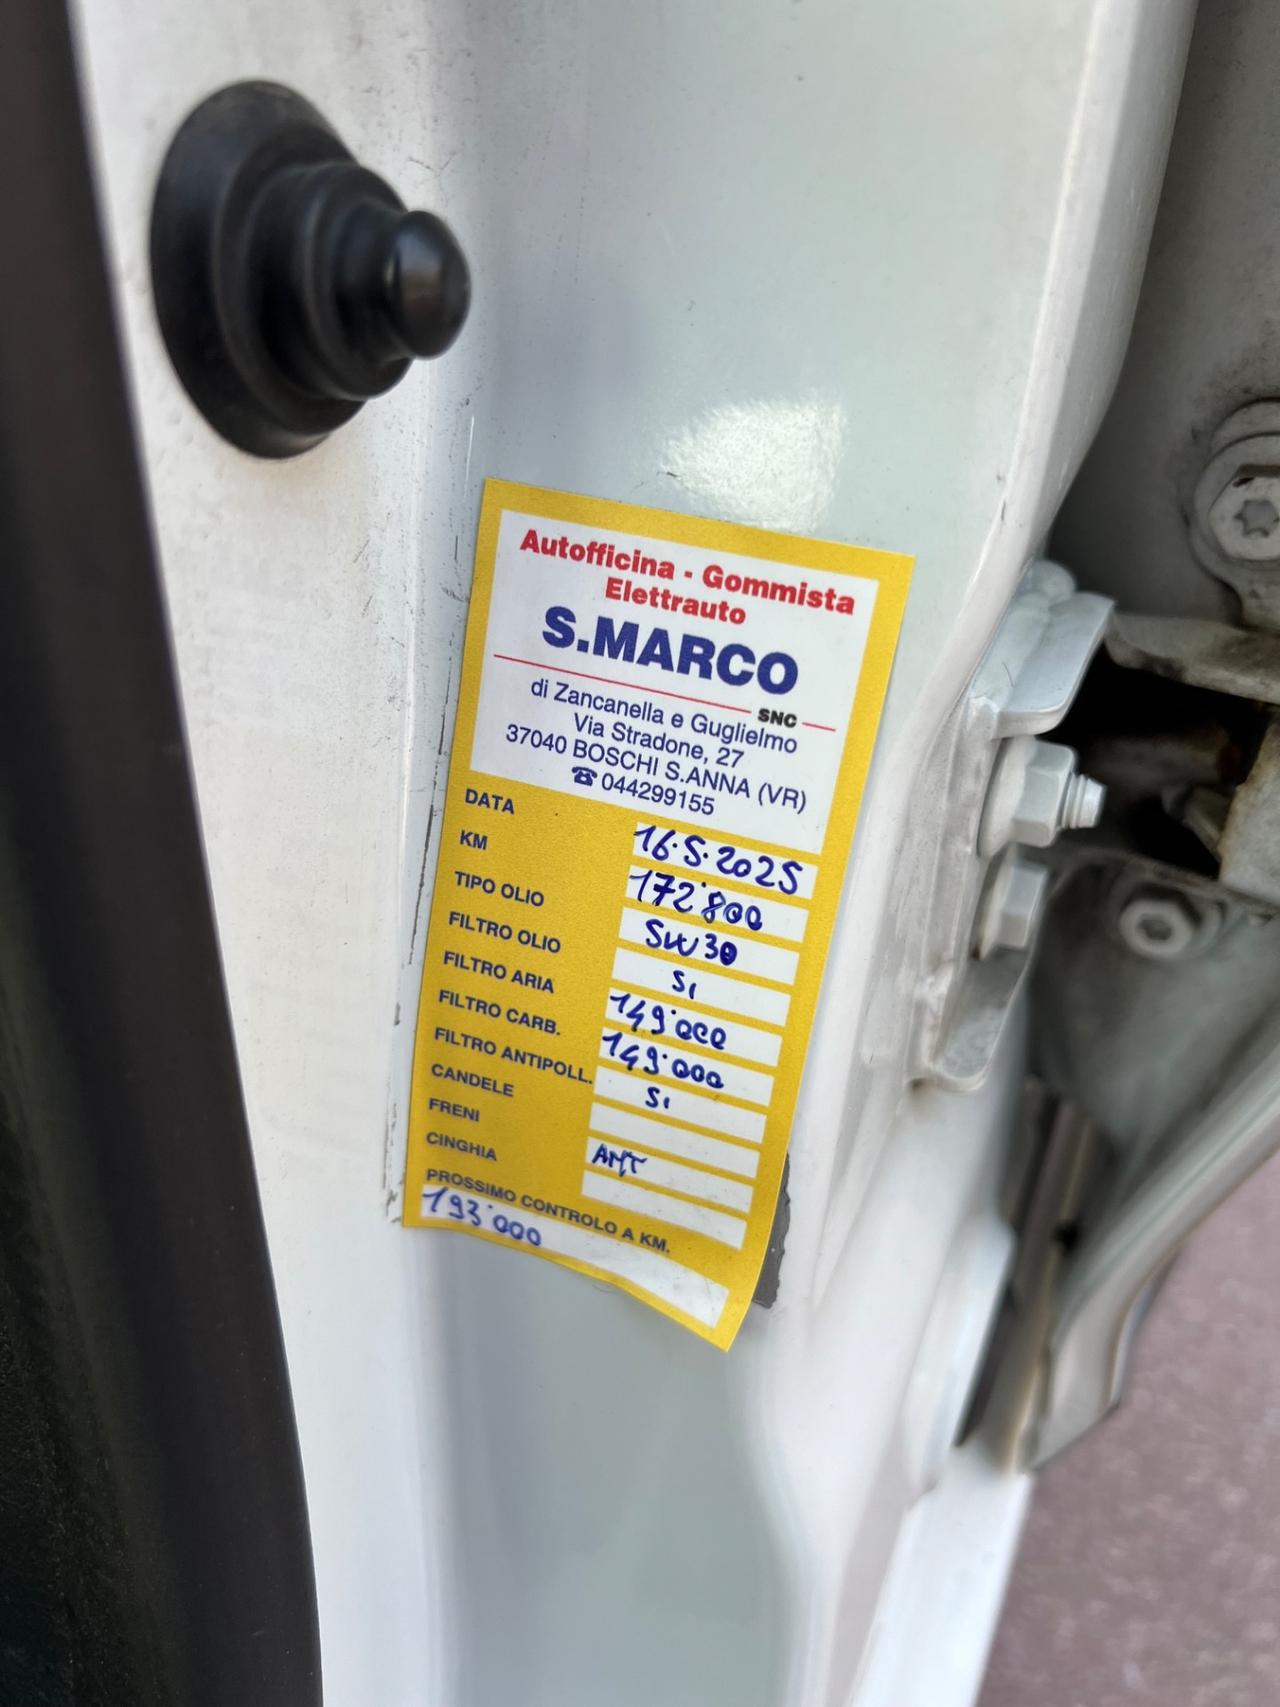 Autofficina - Gommista
Elettrauto
S.MARCO
SNC
di Zancanella e Guglielmo
Via Stradone, 27
37040 BOSCHI S.ANNA (VR)
☎ 044299155
DATA 16.5.2025
KM 172'800
TIPO OLIO 5W30
FILTRO OLIO SI
FILTRO ARIA 149'000
FILTRO CARB. 149'000
FILTRO ANTIPOLL. SI
CANDELE
FRENI ANT
CINGHIA
PROSSIMO CONTROLO A KM.
193'000